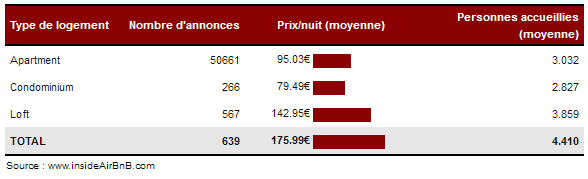 Type de logement Nombre d'annonces Prix/nuit (moyenne) Personnes accueillies (moyenne)
Apartment 50661 95.03€ 3.032
Condominium 266 79.49€ 2.827
Loft 567 142.95€ 3.859
TOTAL 639 175.99€ 4.410
Source : www.insideAirBnB.com